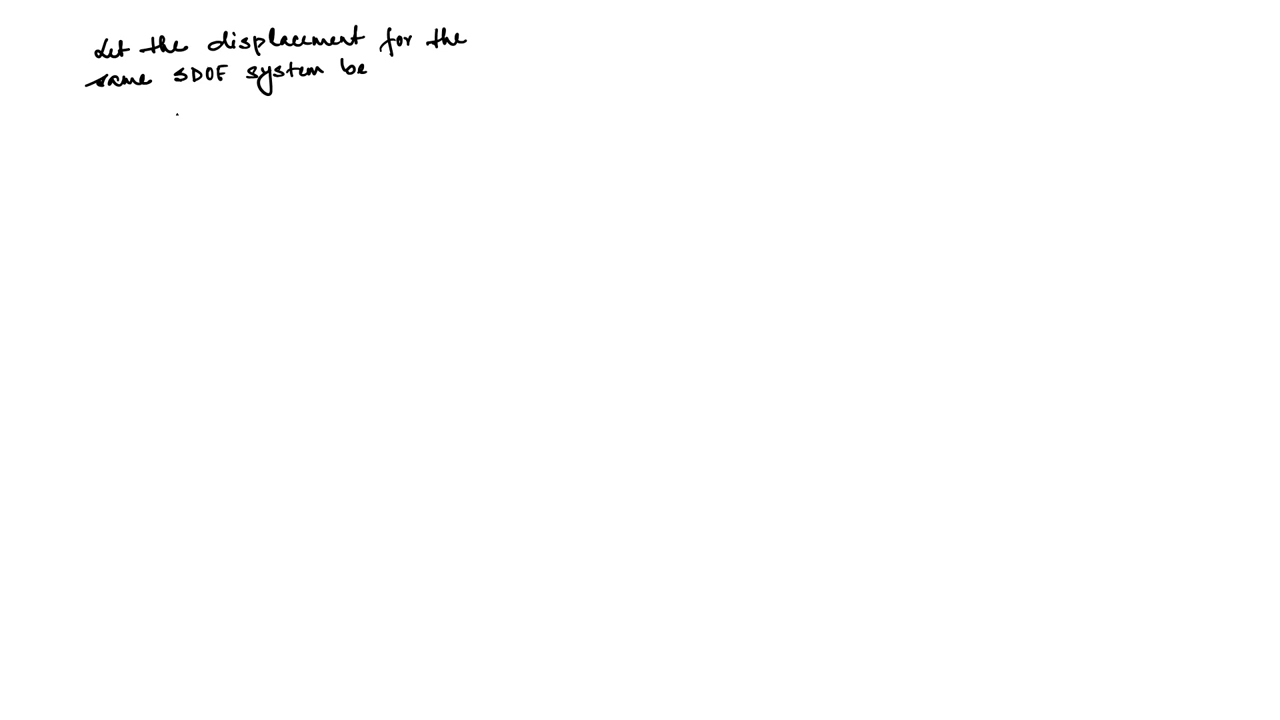 Let the displacement for the
same SDOF system be